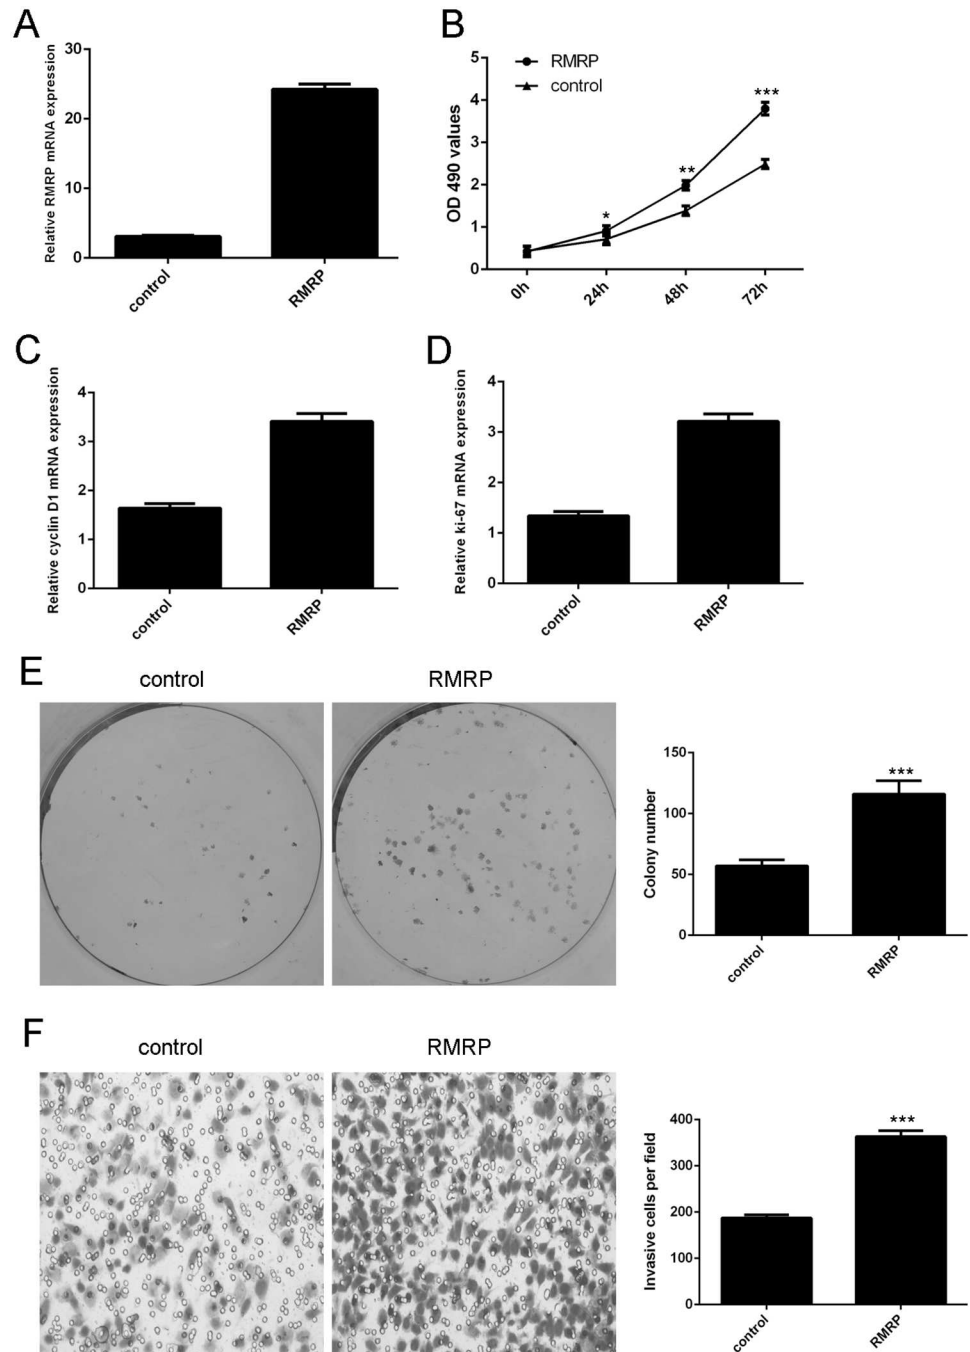 A
Relative RMRP mRNA expression
30
20
10
0
control
RMRP
B
OD 490 values
5
4
3
2
1
0
RMRP
control
*
**
***
0h
24h
48h
72h
C
Relative cyclin D1 mRNA expression
4
3
2
1
0
control
RMRP
D
Relative ki-67 mRNA expression
4
3
2
1
0
control
RMRP
E
control
RMRP
Colony number
150
100
50
0
***
control
RMRP
F
control
RMRP
Invasive cells per field
400
300
200
100
0
***
control
RMRP